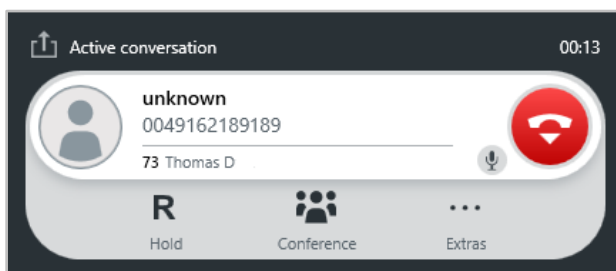 Active conversation 00:13
unknown
0049162189189
73 Thomas D
R
Hold Conference Extras